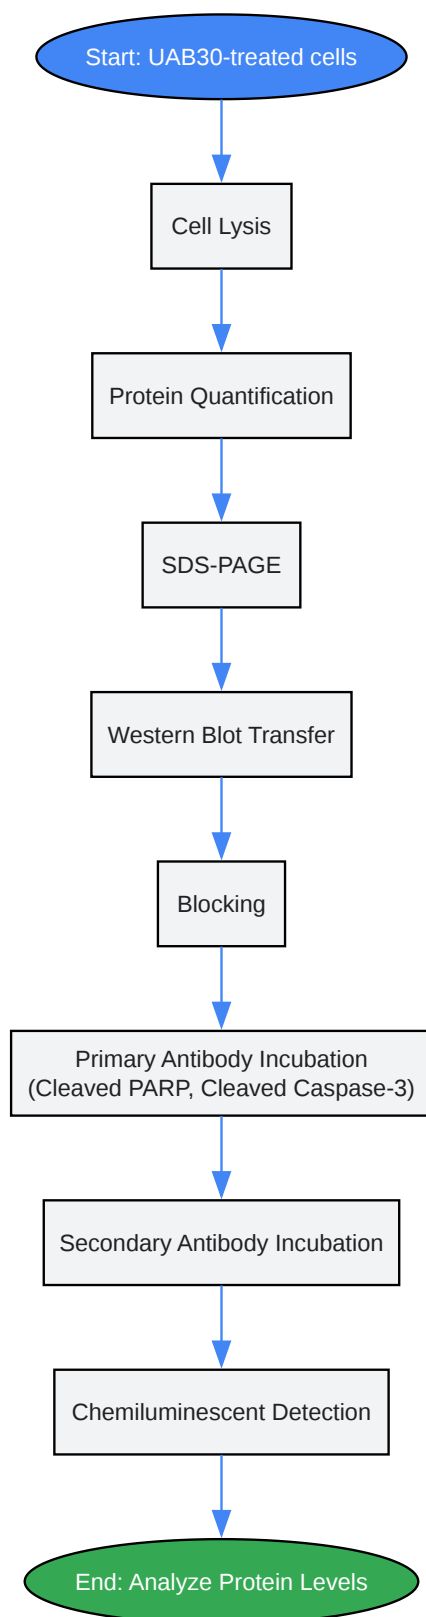 Start: UAB30-treated cells
Cell Lysis
Protein Quantification
SDS-PAGE
Western Blot Transfer
Blocking
Primary Antibody Incubation
(Cleaved PARP, Cleaved Caspase-3)
Secondary Antibody Incubation
Chemiluminescent Detection
End: Analyze Protein Levels